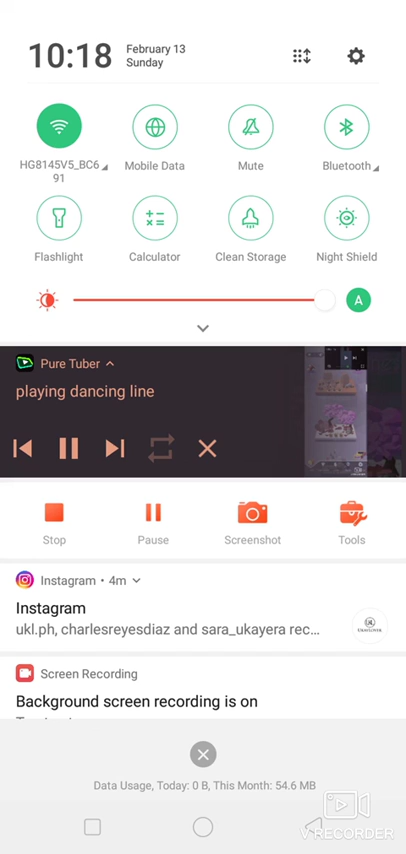 10:18
February 13
Sunday
HG8145V5_BC6
91
Mobile Data
Mute
Bluetooth
Flashlight
Calculator
Clean Storage
Night Shield
A
Pure Tuber
playing dancing line
Stop
Pause
Screenshot
Tools
Instagram • 4m
Instagram
ukl.ph, charlesreyesdiaz and sara_ukayera rec...
Screen Recording
Background screen recording is on
Data Usage, Today: 0 B, This Month: 54.6 MB
V RECORDER